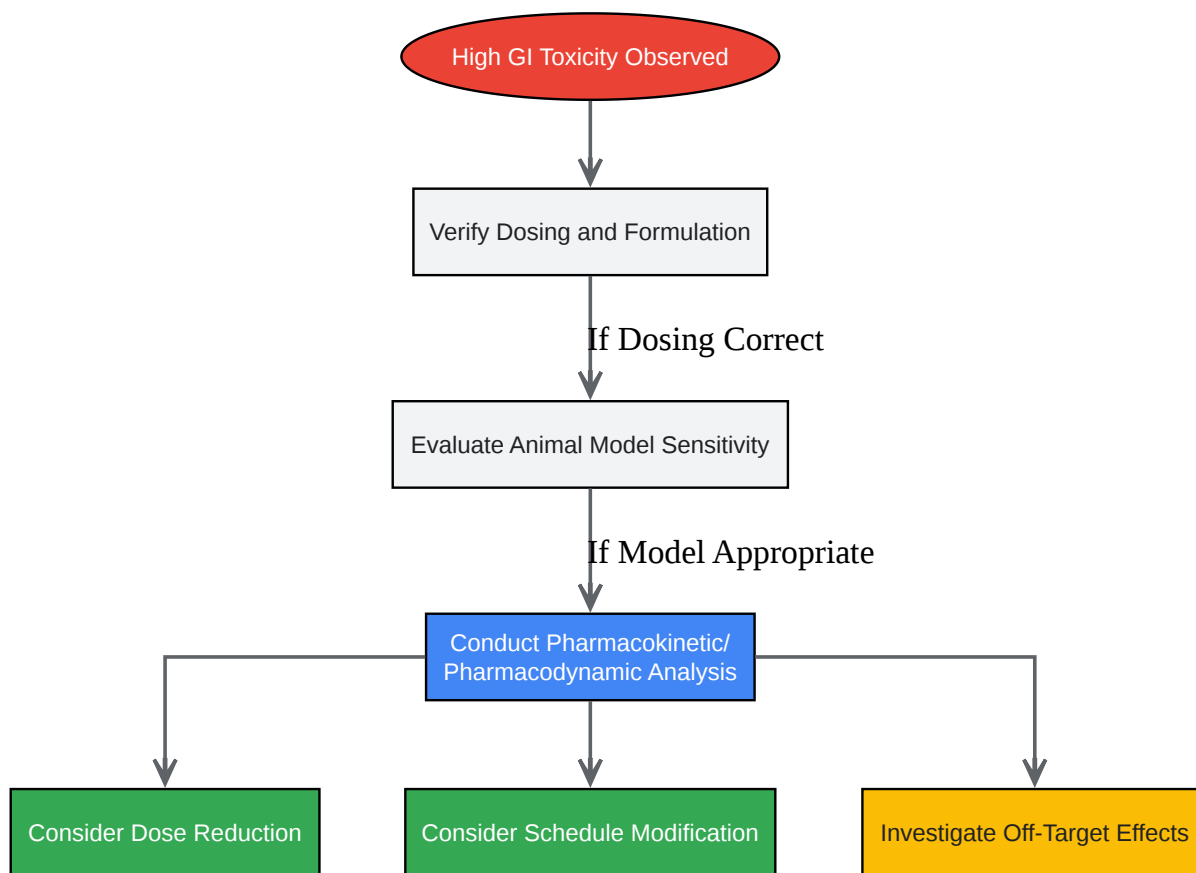 High GI Toxicity Observed
Verify Dosing and Formulation
If Dosing Correct
Evaluate Animal Model Sensitivity
If Model Appropriate
Conduct Pharmacokinetic/
Pharmacodynamic Analysis
Consider Dose Reduction
Consider Schedule Modification
Investigate Off-Target Effects